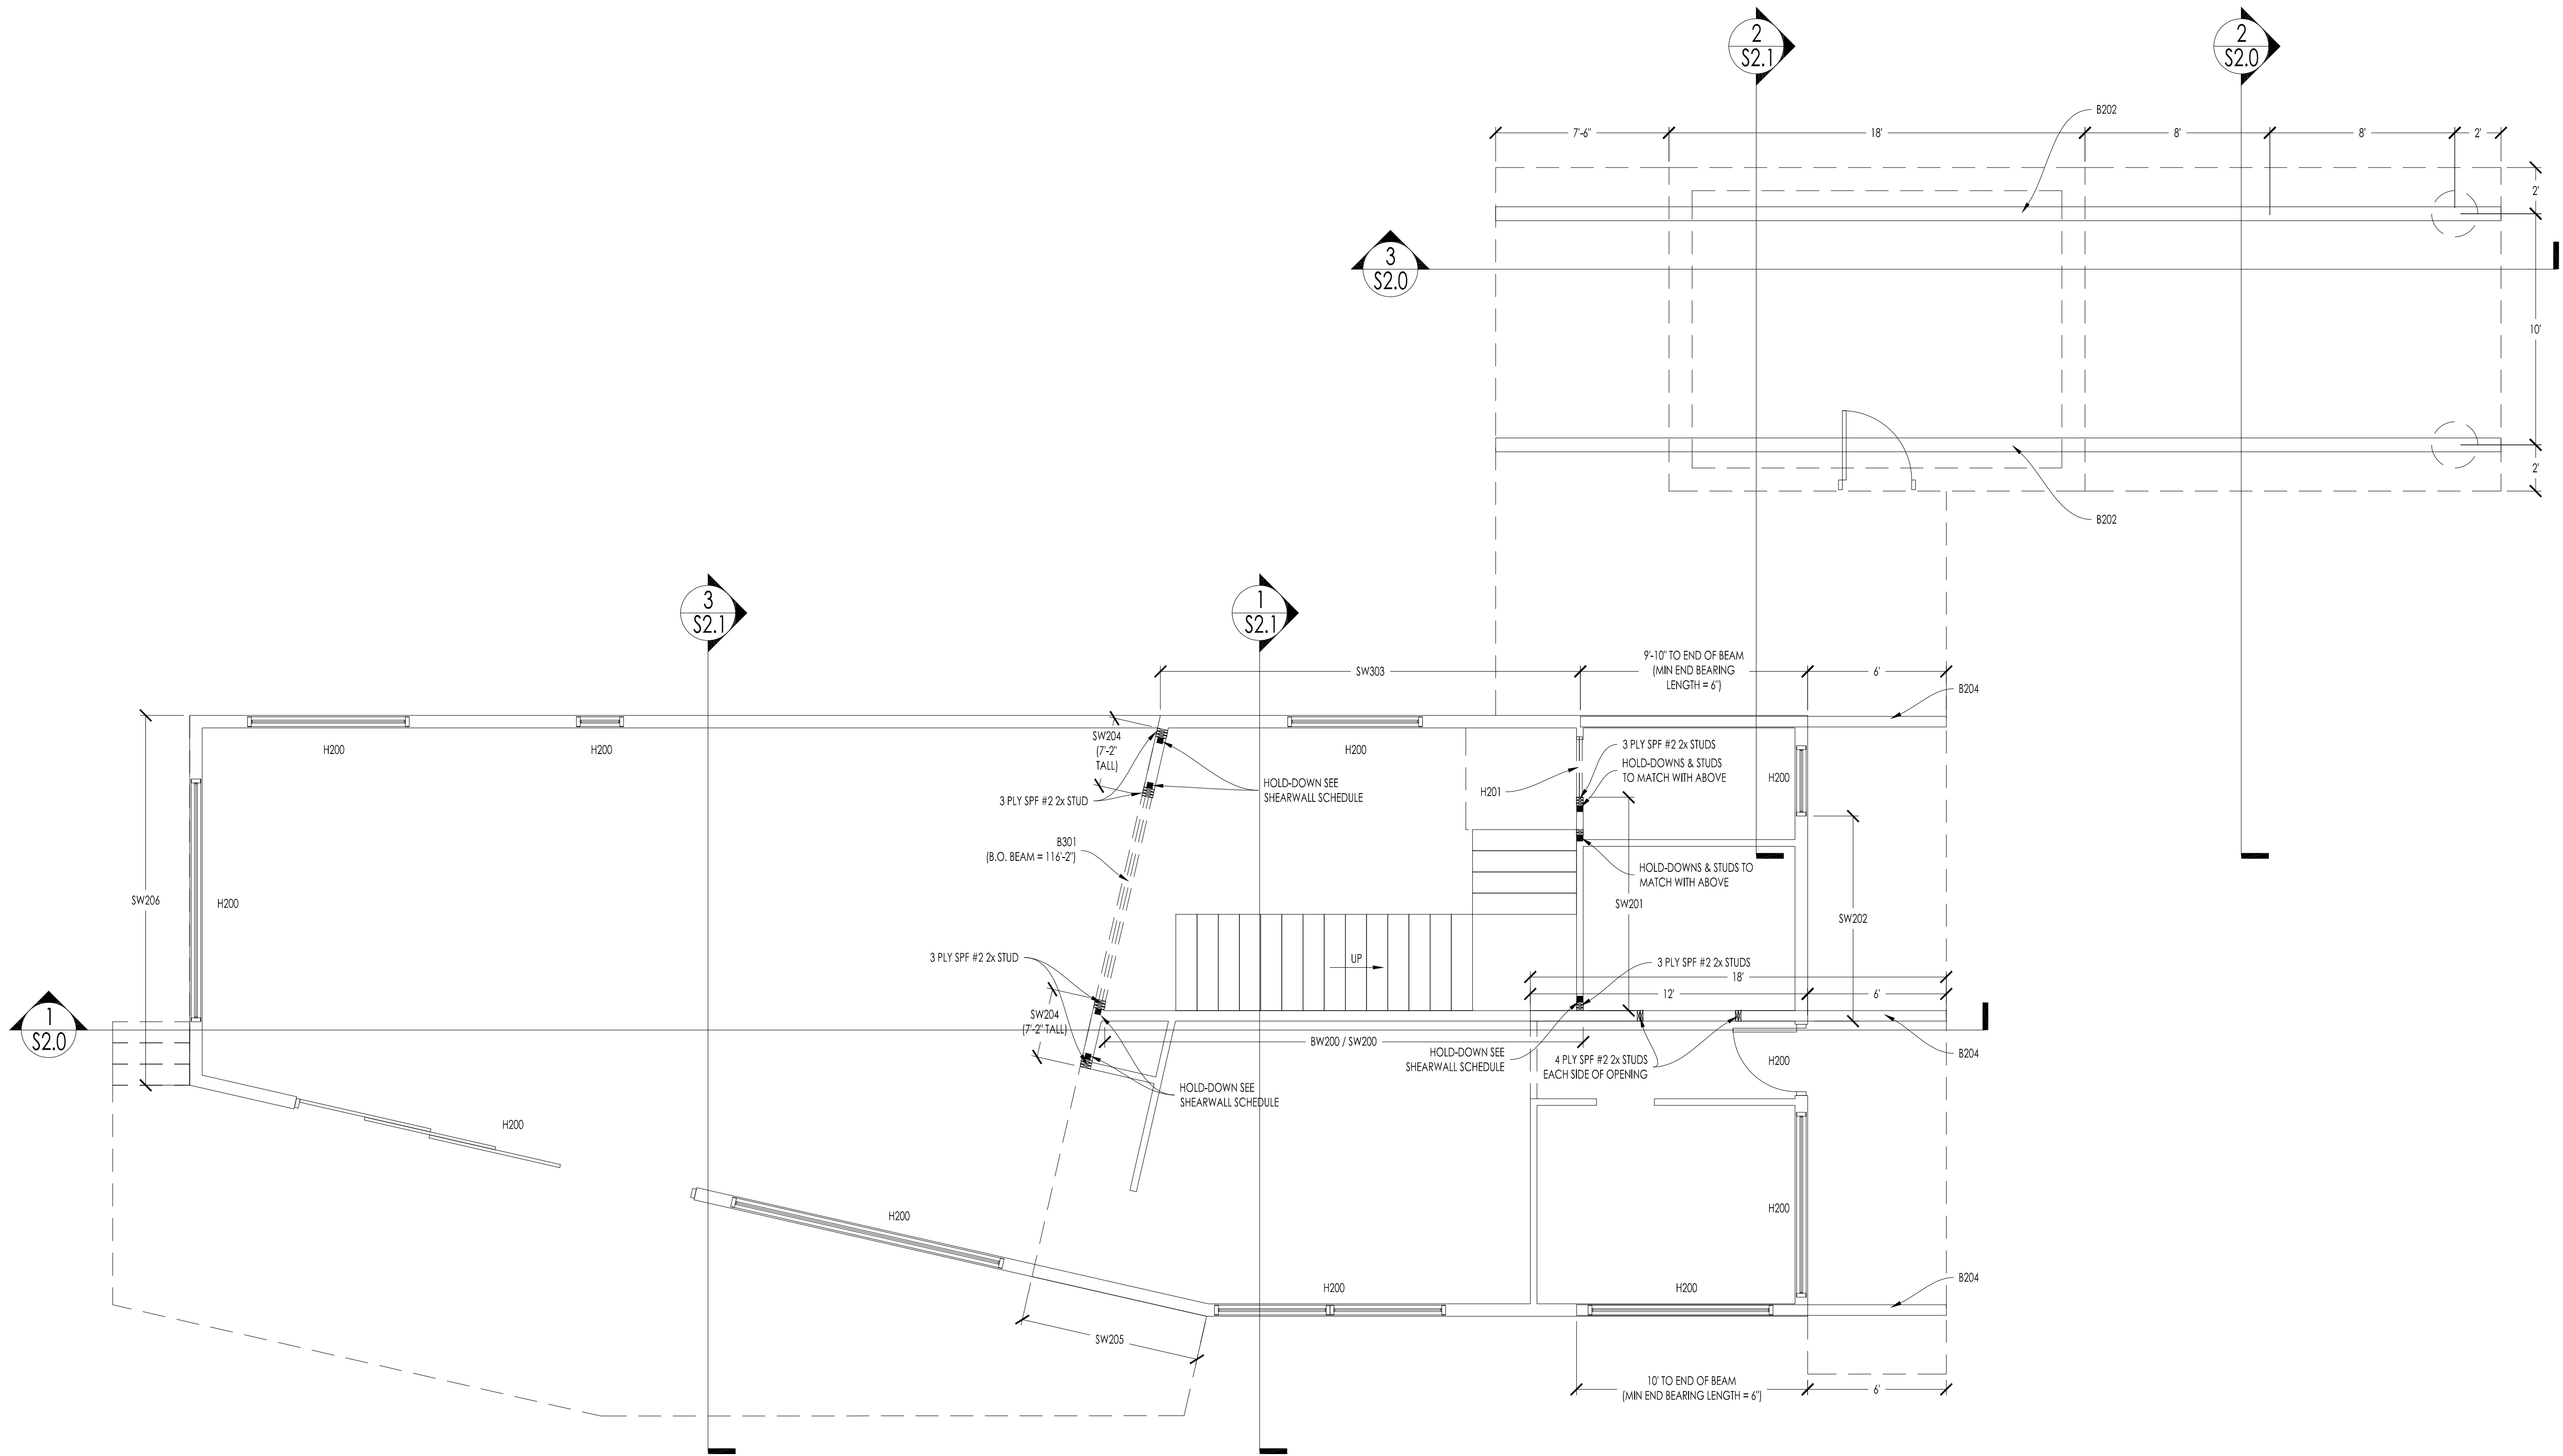 2
S2.1
2
S2.0
B202
7'-6"
18'
8'
8'
2'
2'
3
S2.0
10'
2'
B202
3
S2.1
1
S2.1
SW303
9'-10" TO END OF BEAM
(MIN END BEARING
LENGTH = 6")
6'
B204
H200
H200
SW204
(7'-2"
TALL)
H200
3 PLY SPF #2 2x STUDS
HOLD-DOWNS & STUDS
TO MATCH WITH ABOVE
H200
HOLD-DOWN SEE
SHEARWALL SCHEDULE
3 PLY SPF #2 2x STUD
H201
B301
(B.O. BEAM = 116'-2")
HOLD-DOWNS & STUDS TO
MATCH WITH ABOVE
SW206
H200
SW201
SW202
3 PLY SPF #2 2x STUD
UP
3 PLY SPF #2 2x STUDS
18'
12'
6'
SW204
(7'-2" TALL)
1
S2.0
BW200 / SW200
HOLD-DOWN SEE
SHEARWALL SCHEDULE
4 PLY SPF #2 2x STUDS
EACH SIDE OF OPENING
H200
B204
HOLD-DOWN SEE
SHEARWALL SCHEDULE
H200
H200
H200
H200
H200
B204
SW205
10' TO END OF BEAM
(MIN END BEARING LENGTH = 6")
6'